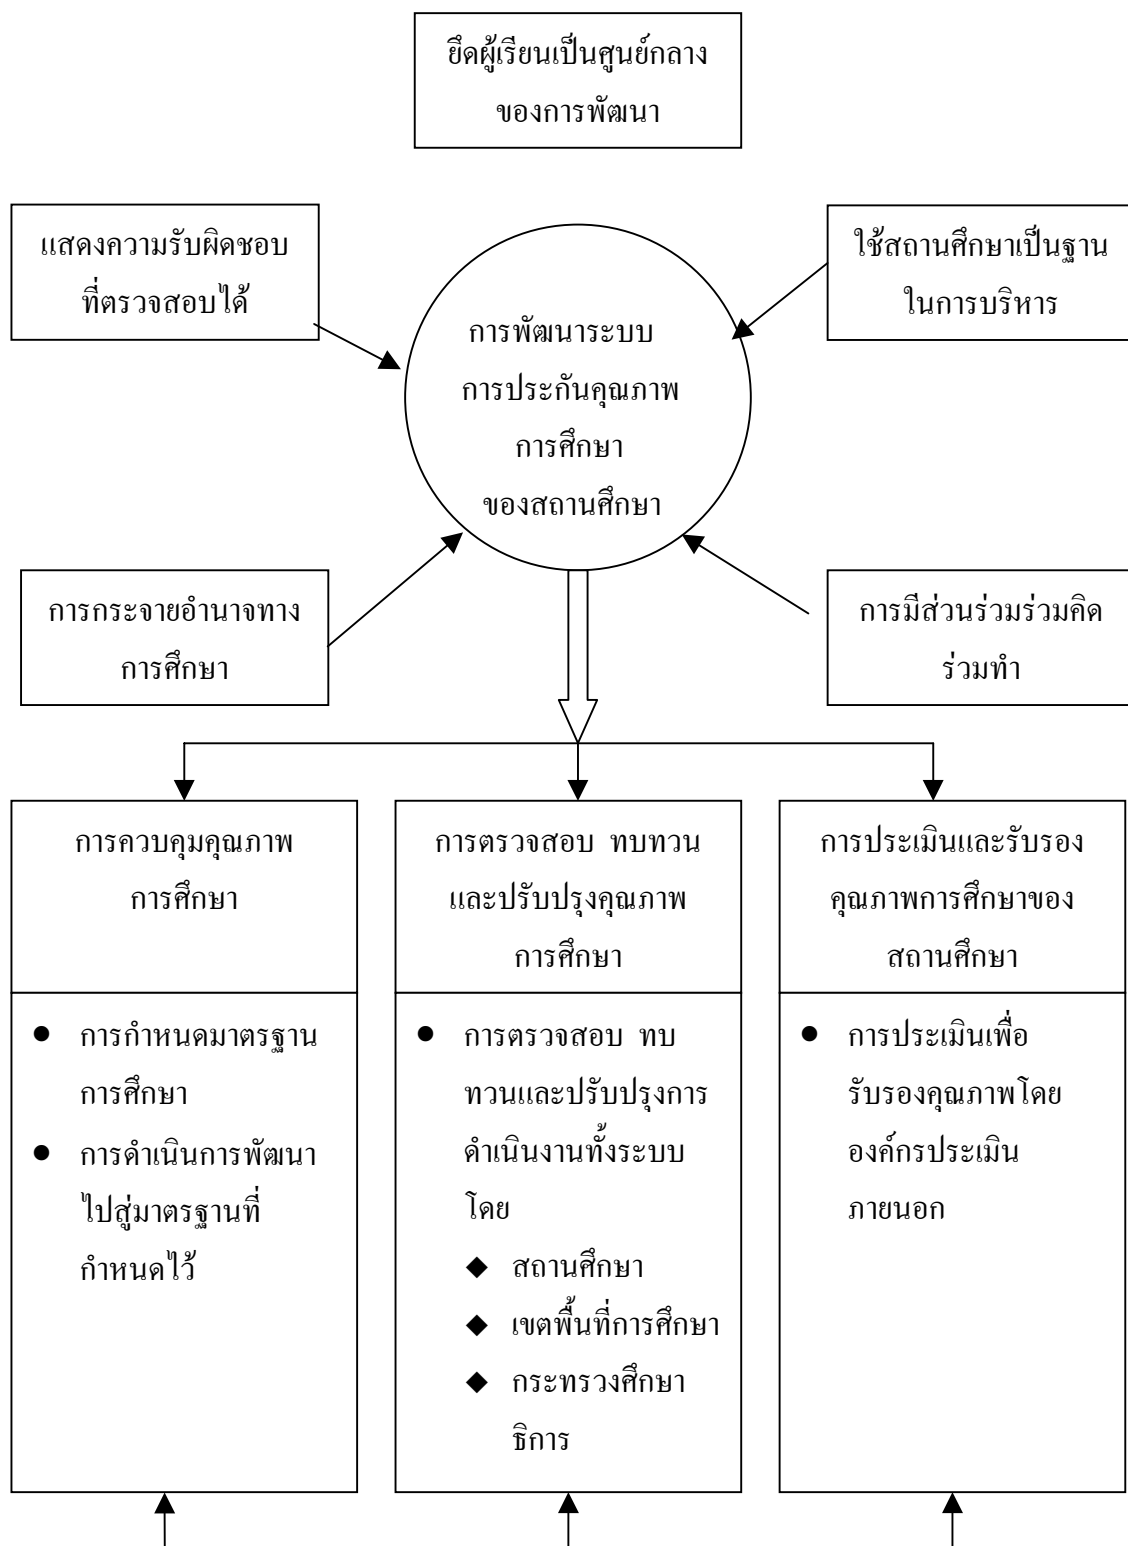 ยึดผู้เรียนเป็นศูนย์กลาง
ของการพัฒนา
แสดงความรับผิดชอบ
ที่ตรวจสอบได้
ใช้สถานศึกษาเป็นฐาน
ในการบริหาร
การพัฒนาระบบ
การประกันคุณภาพ
การศึกษา
ของสถานศึกษา
การกระจายอำนาจทาง
การศึกษา
การมีส่วนร่วมร่วมคิด
ร่วมทำ
การควบคุมคุณภาพ
การศึกษา
การตรวจสอบ ทบทวน
และปรับปรุงคุณภาพ
การศึกษา
การประเมินและรับรอง
คุณภาพการศึกษาของ
สถานศึกษา
● การกำหนดมาตรฐาน
การศึกษา
● การดำเนินการพัฒนา
ไปสู่มาตรฐานที่
กำหนดไว้
● การตรวจสอบ ทบ
ทวนและปรับปรุงการ
ดำเนินงานทั้งระบบ
โดย
◆ สถานศึกษา
◆ เขตพื้นที่การศึกษา
◆ กระทรวงศึกษา
ธิการ
● การประเมินเพื่อ
รับรองคุณภาพโดย
องค์กรประเมิน
ภายนอก